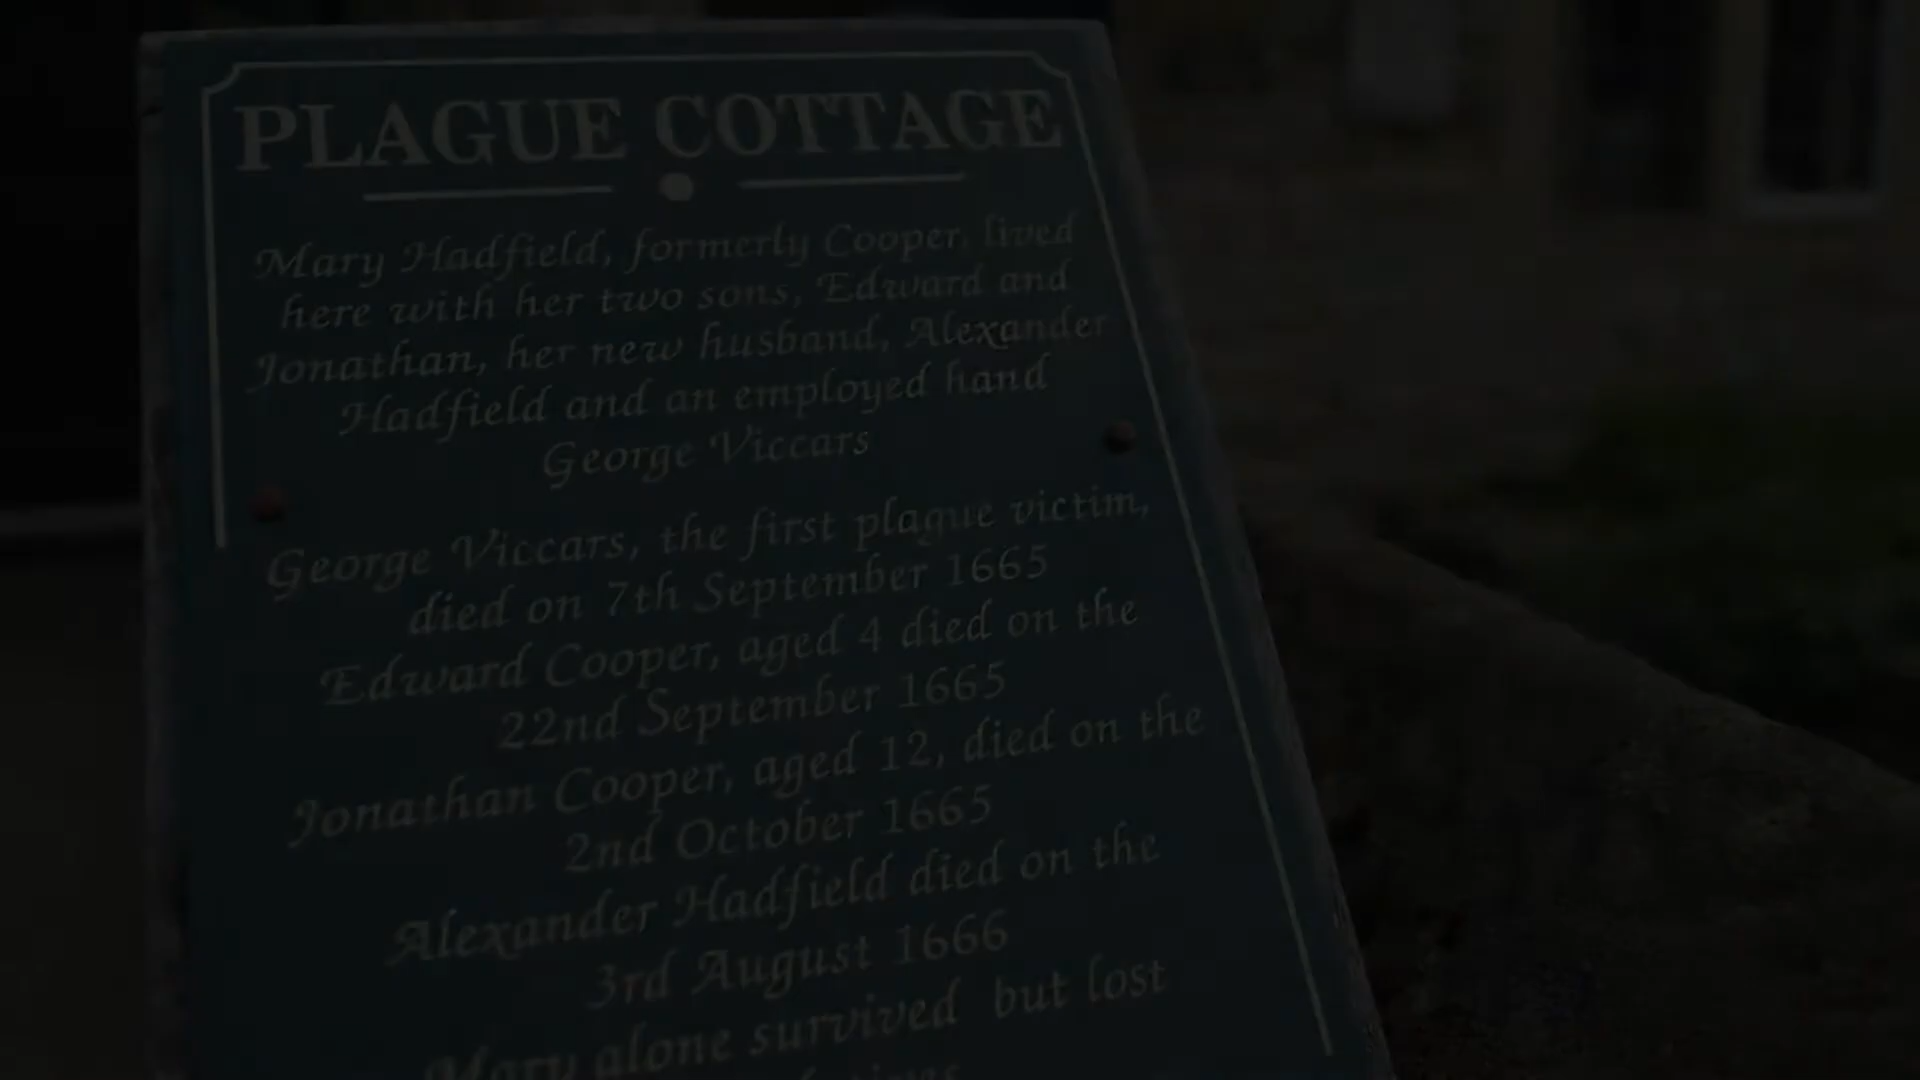 PLAGUE COTTAGE
Mary Hadfield, formerly Cooper, lived
here with her two sons, Edward and
Jonathan, her new husband, Alexander
Hadfield and an employed hand
George Viccars
George Viccars, the first plague victim,
died on 7th September 1665
Edward Cooper, aged 4 died on the
22nd September 1665
Jonathan Cooper, aged 12, died on the
2nd October 1665
Alexander Hadfield died on the
3rd August 1666
Mary alone survived but lost